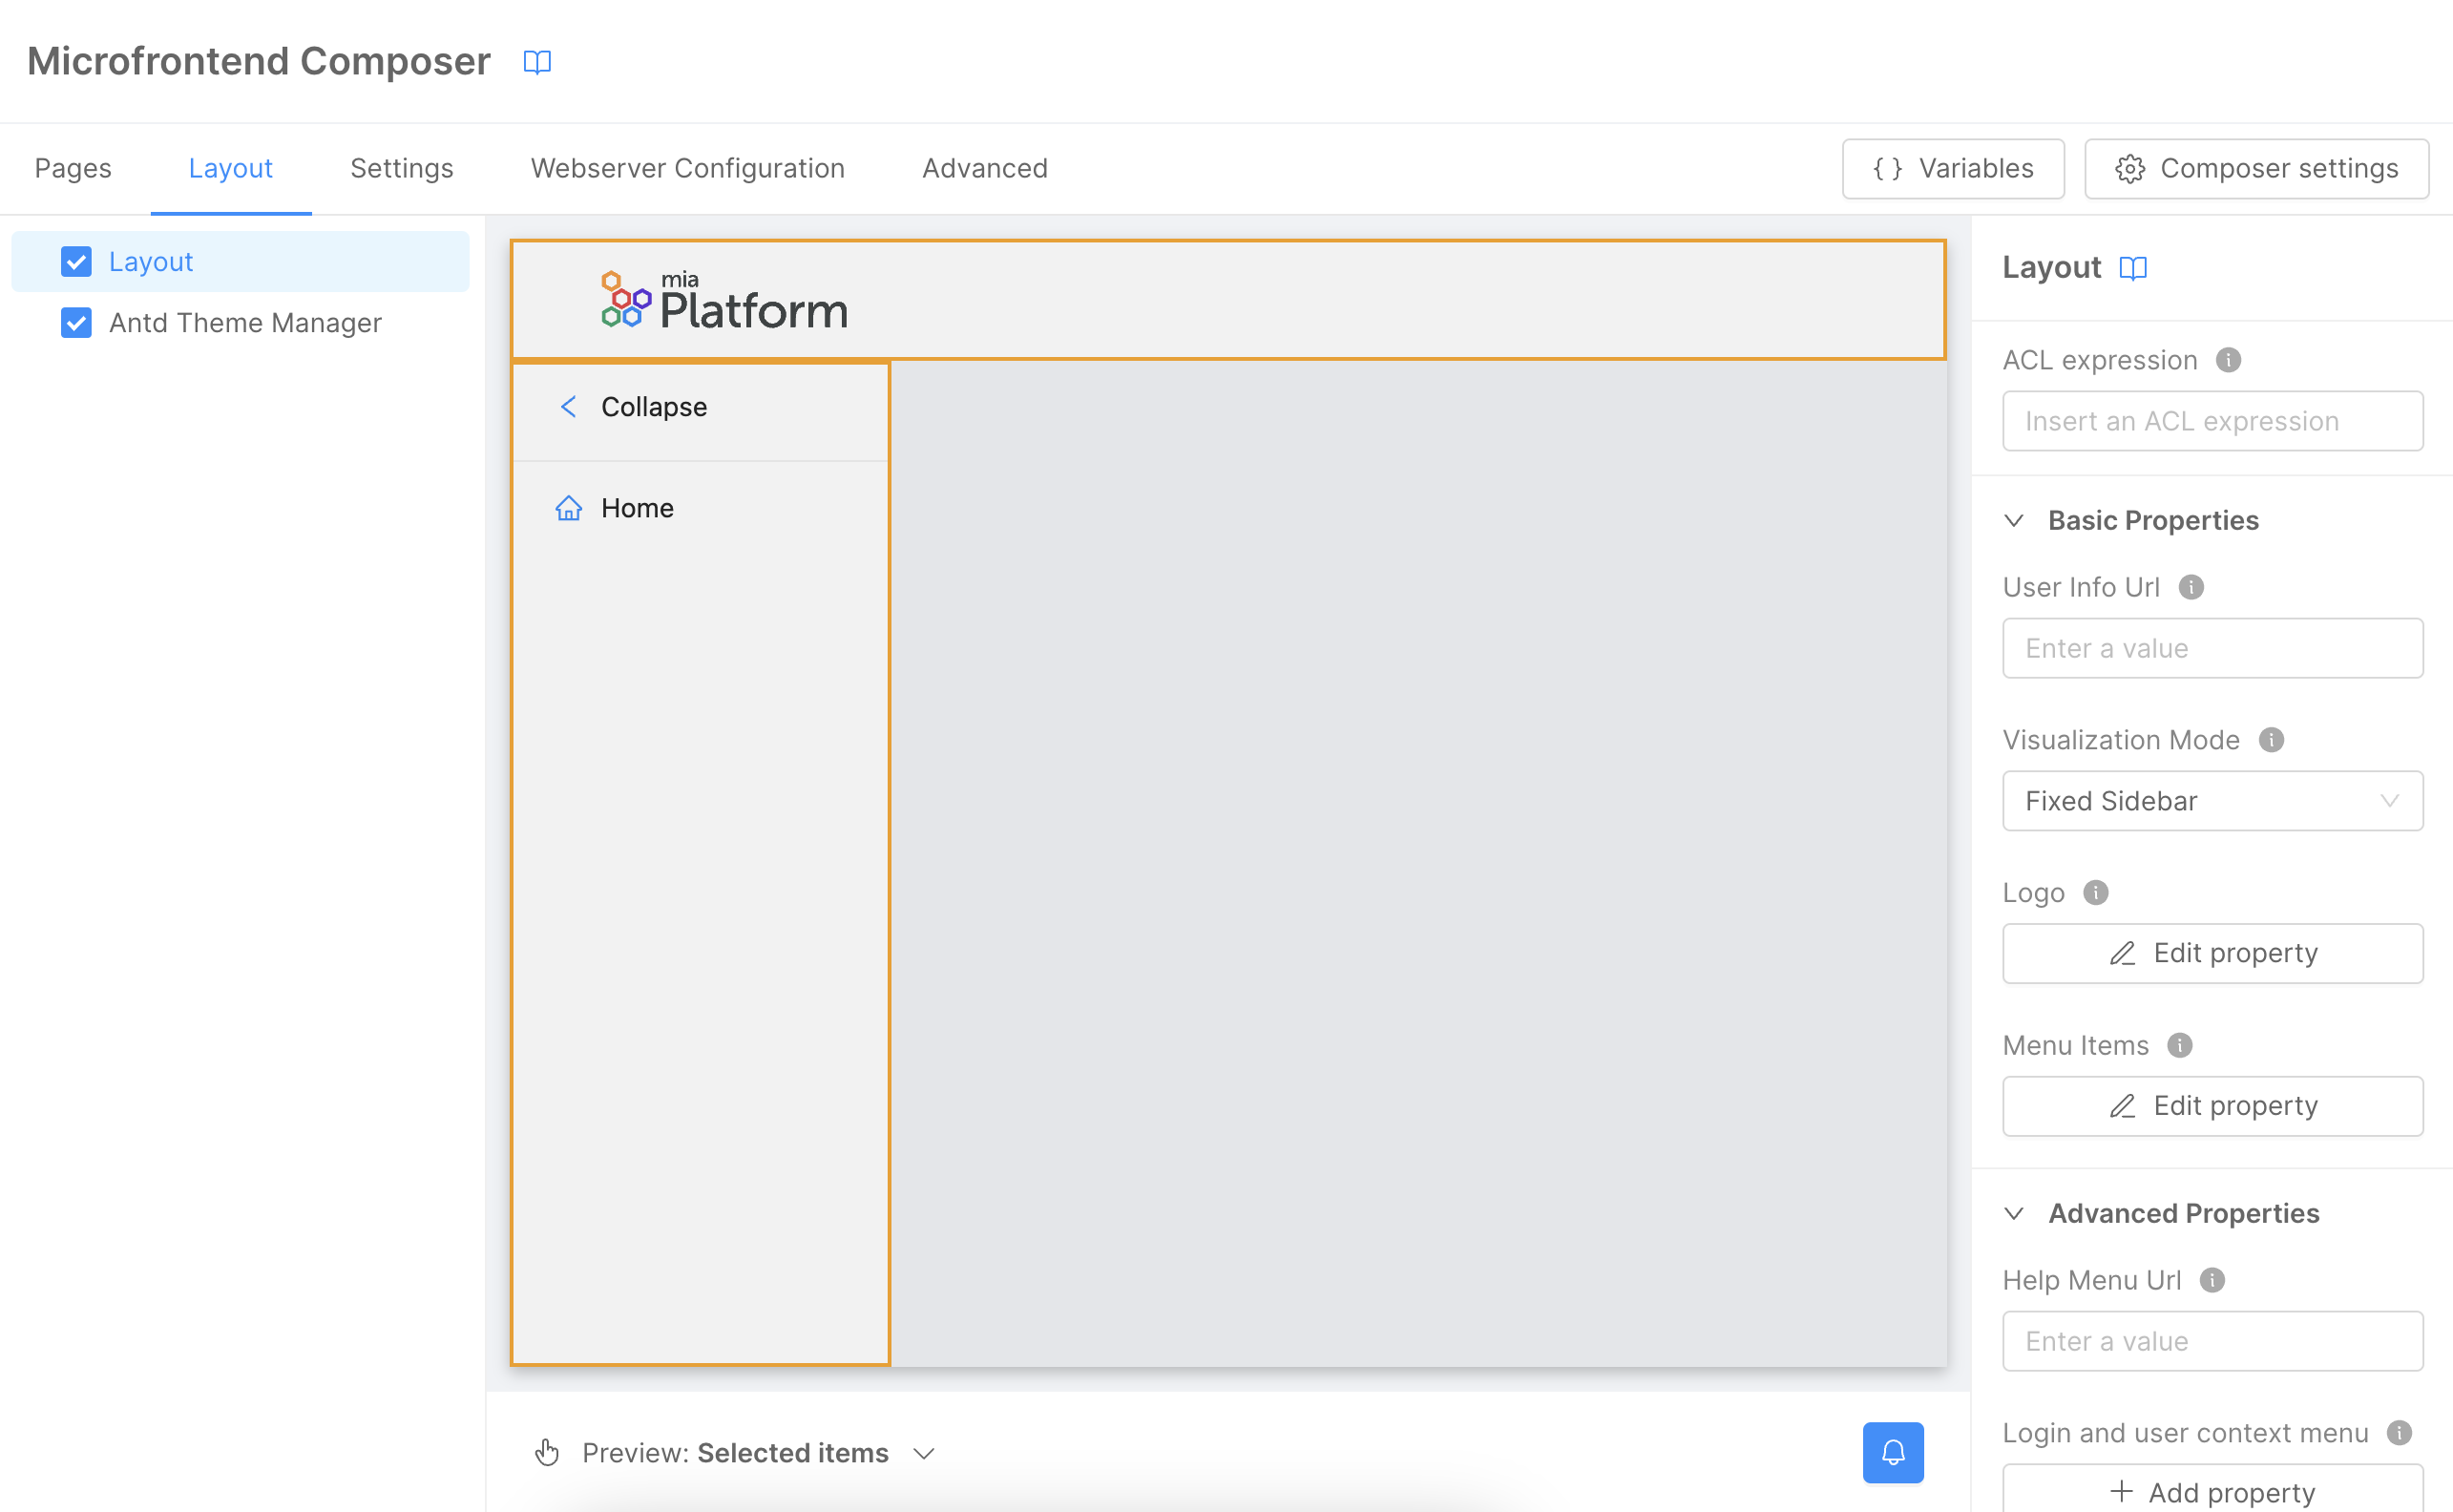 Microfrontend Composer
Pages Layout Settings Webserver Configuration Advanced { } Variables Composer settings
Layout
Antd Theme Manager
mia
Platform
Collapse
Home
Preview: Selected items
Layout
ACL expression
Insert an ACL expression
Basic Properties
User Info Url
Enter a value
Visualization Mode
Fixed Sidebar
Logo
Edit property
Menu Items
Edit property
Advanced Properties
Help Menu Url
Enter a value
Login and user context menu
Add property